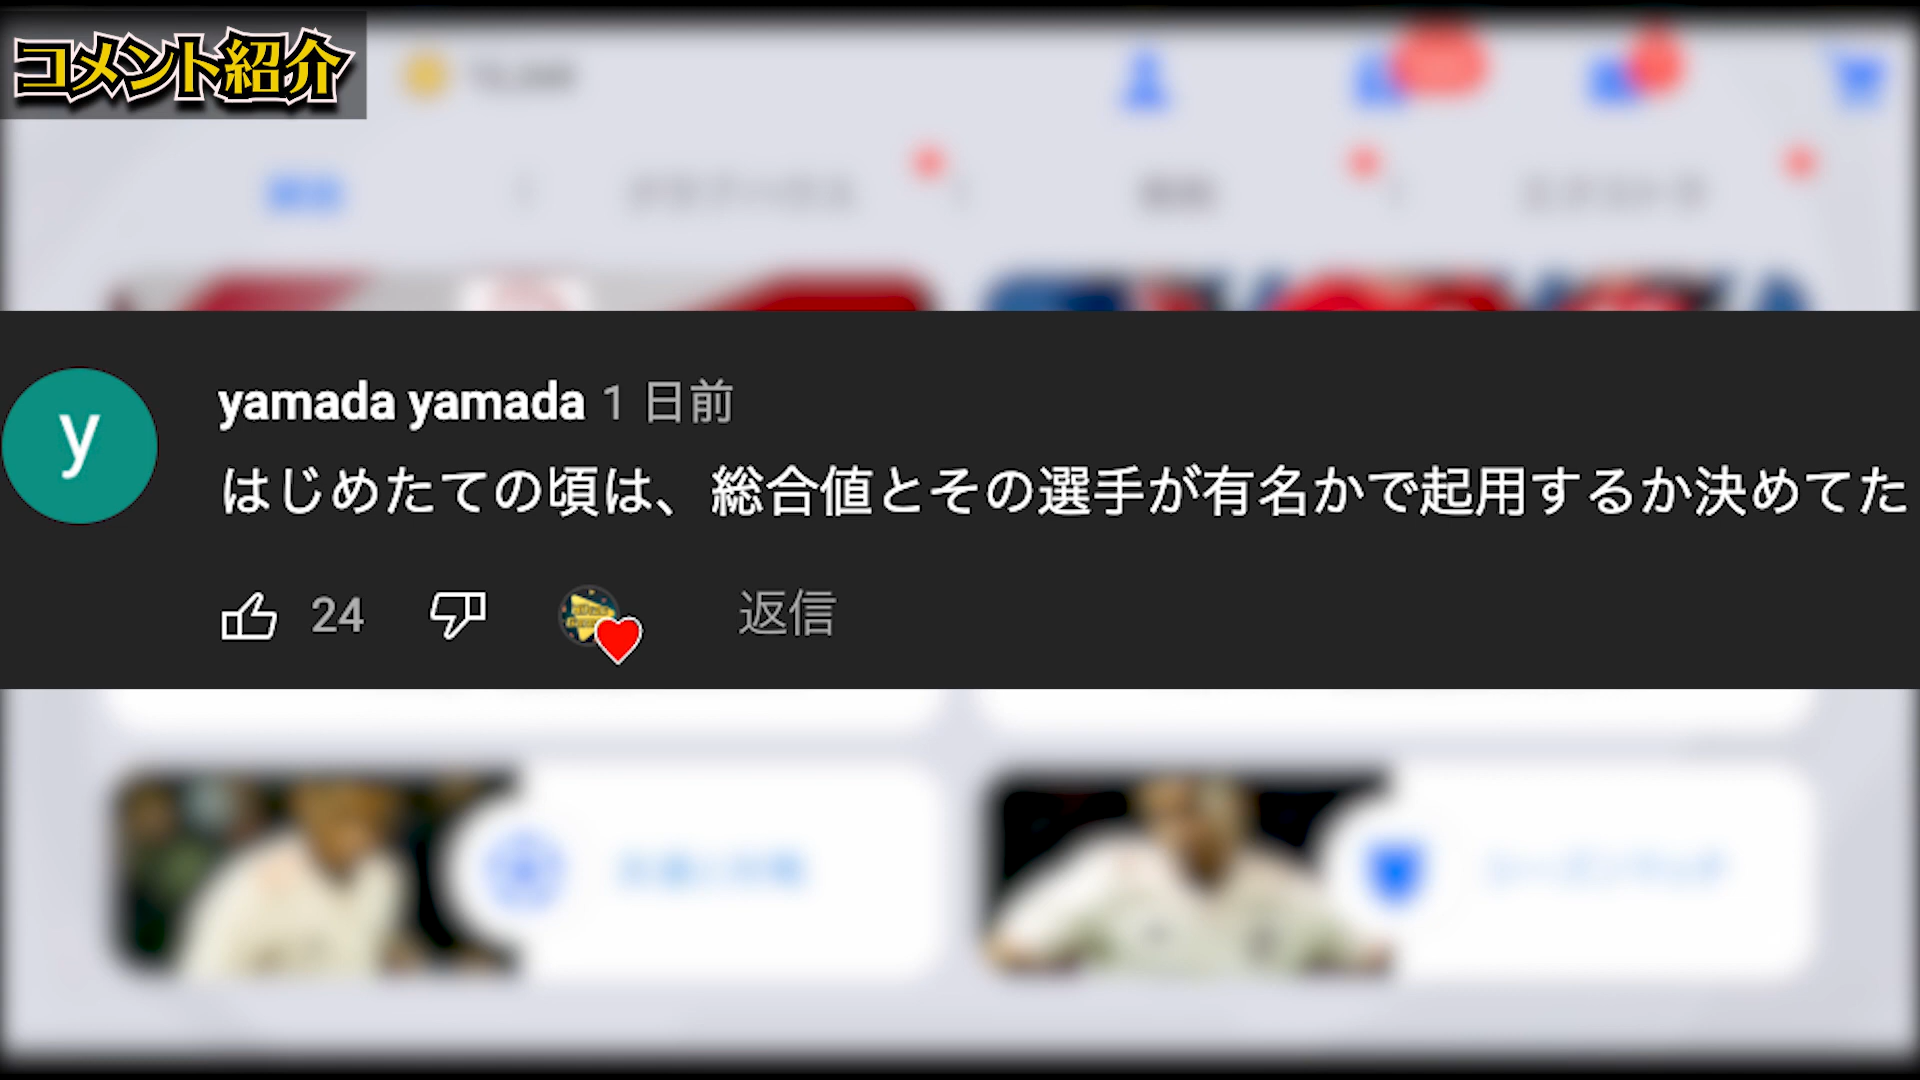 コメント紹介
yamada yamada 1 日前
y
はじめたての頃は、総合値とその選手が有名かで起用するか決めてた
24
返信